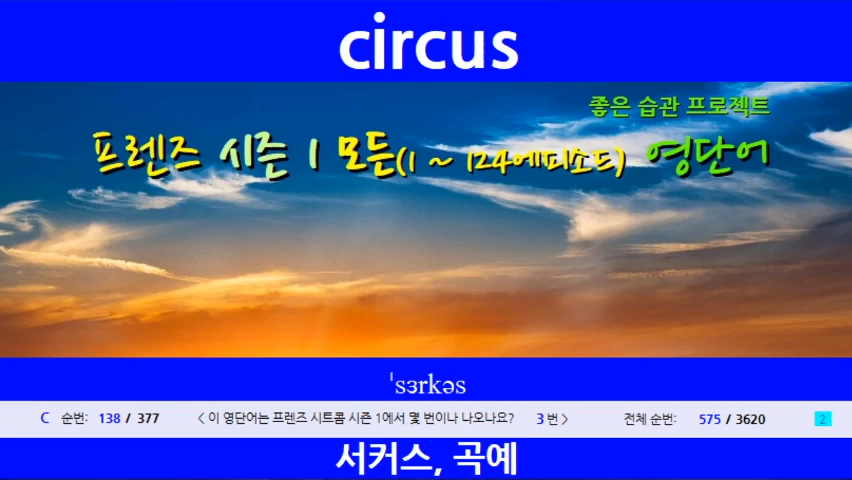 circus
좋은 습관 프로젝트
프렌즈 시즌 1 모든(1 ~ 124에피소드) 영단어
ˈsɜrkəs
C 순번: 138 / 377 < 이 영단어는 프렌즈 시트콤 시즌 1에서 몇 번이나 나오나요? 3 번 > 전체 순번: 575 / 3620 2
서커스, 곡예